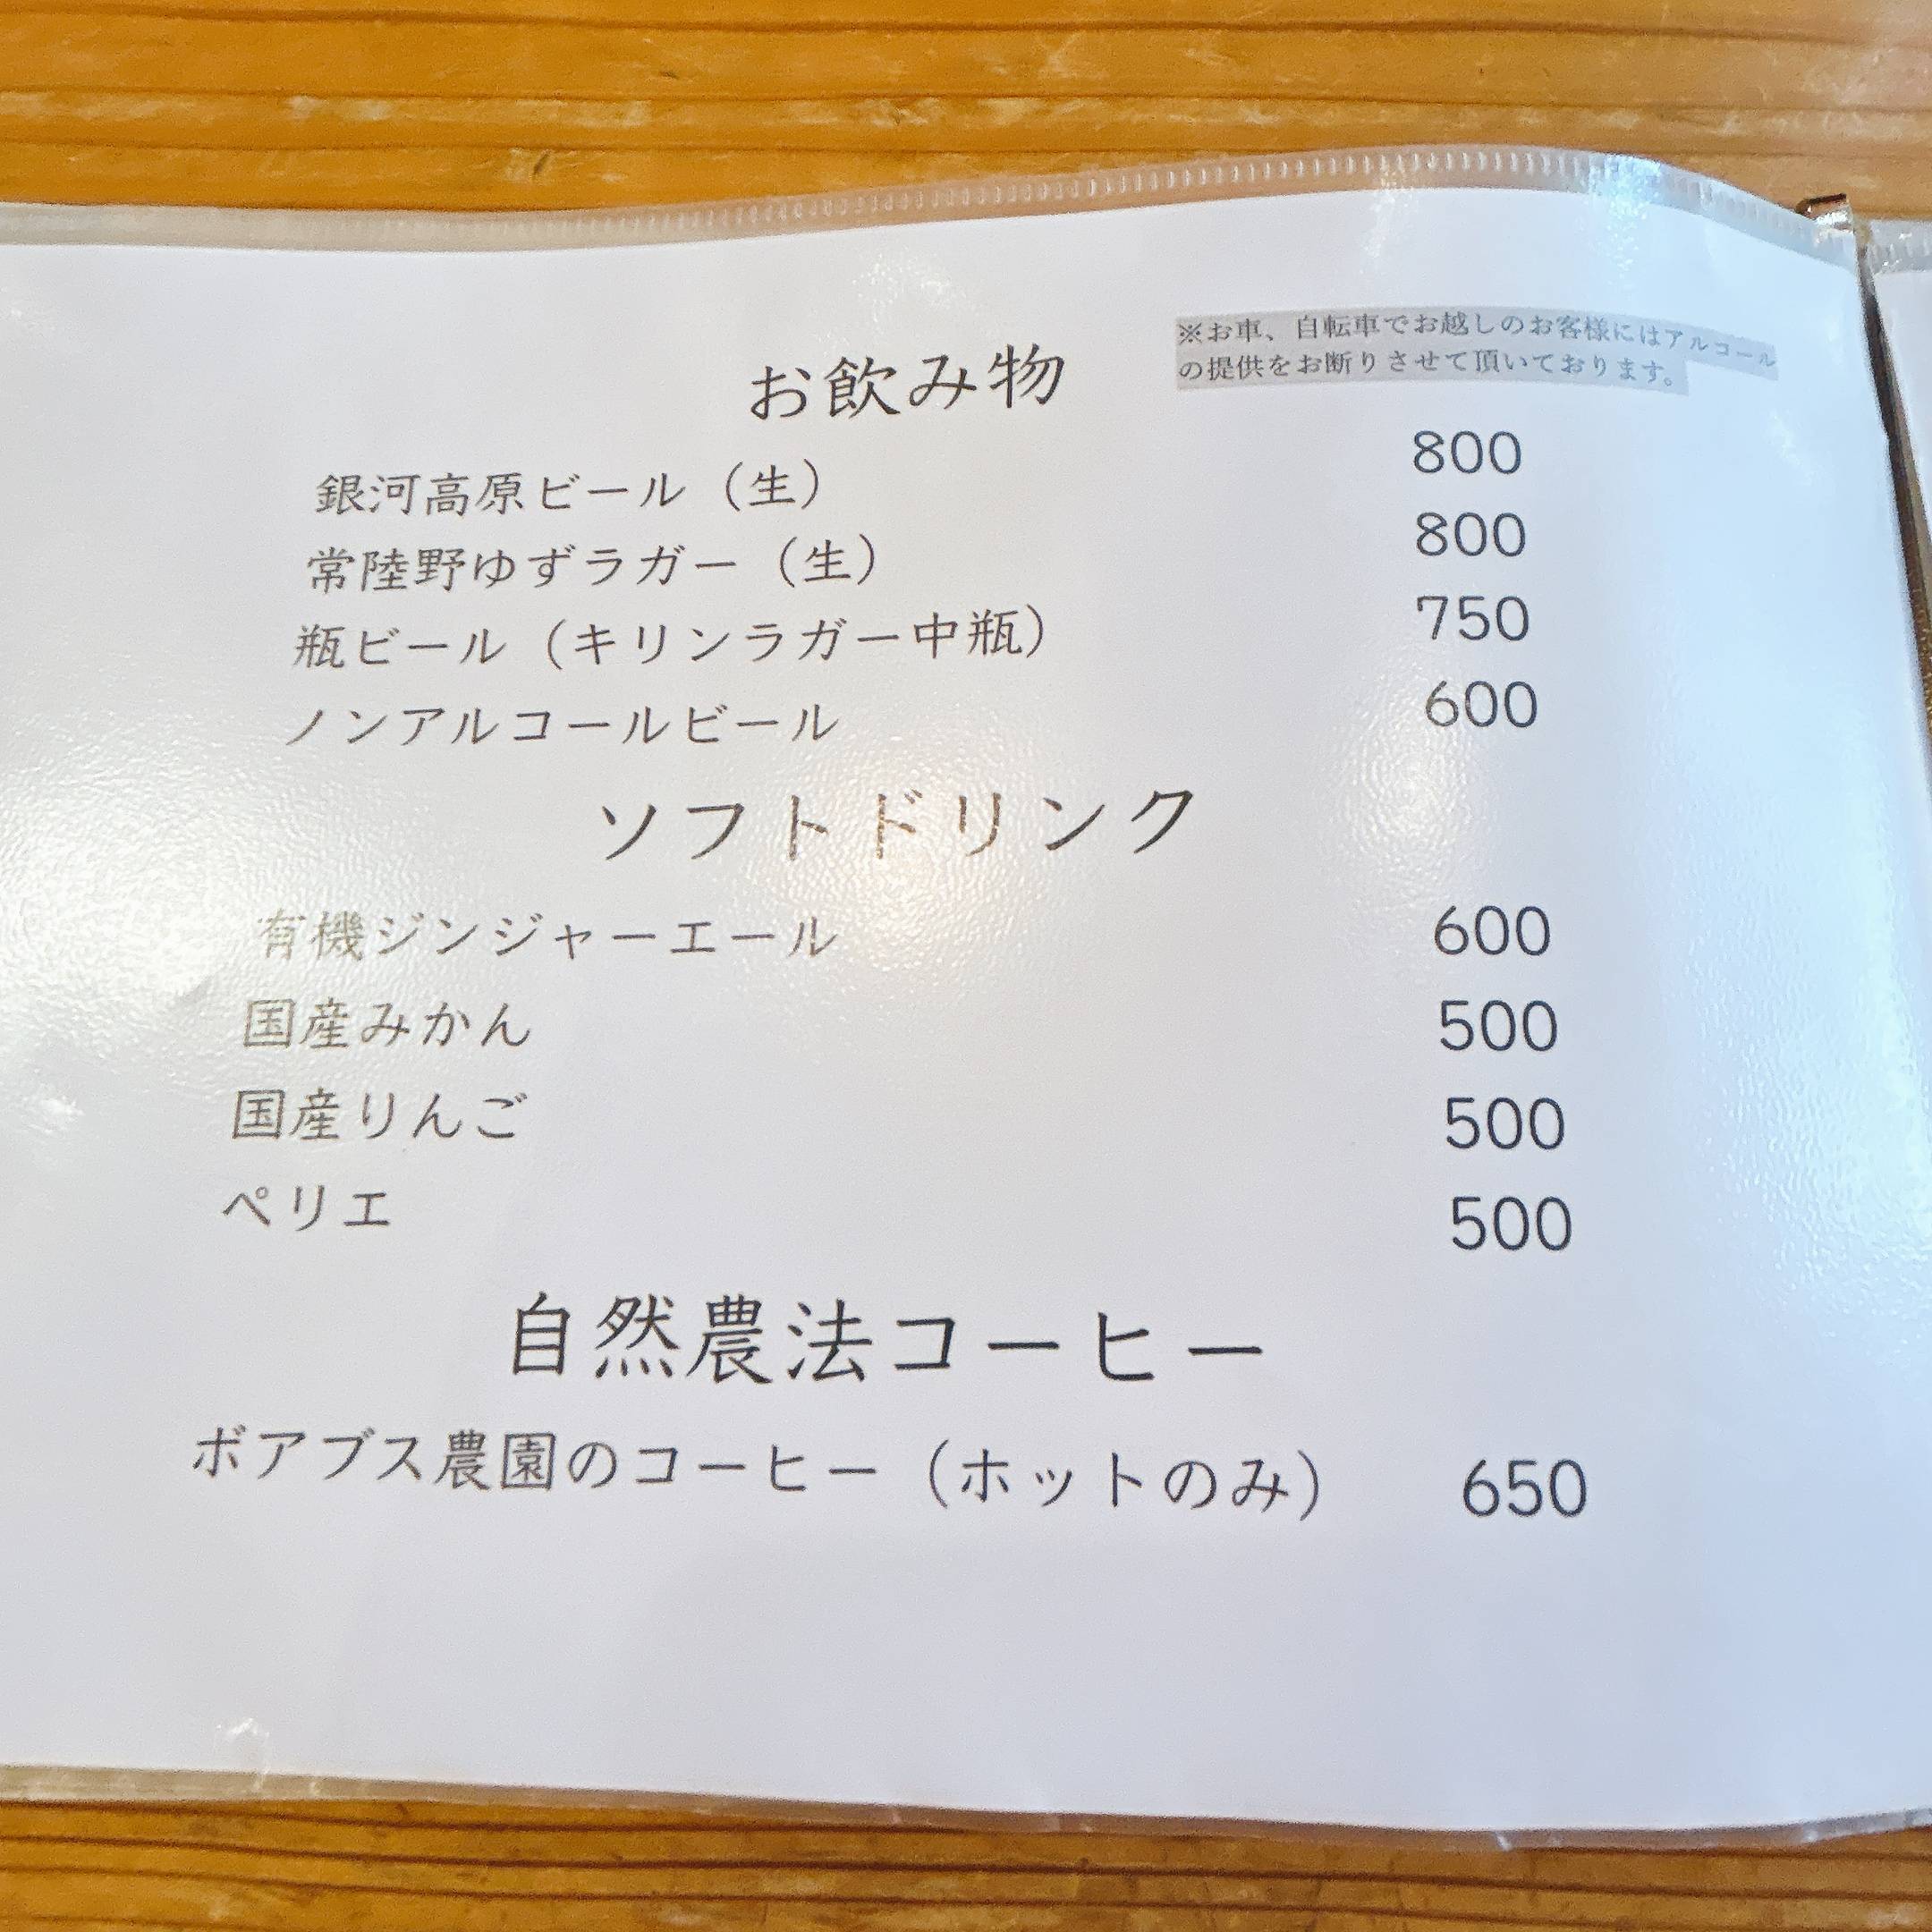 お飲み物
※お車、自転車でお越しのお客様にはアルコール
の提供をお断りさせて頂いております。
銀河高原ビール（生） 800
常陸野ゆずラガー（生） 800
瓶ビール（キリンラガー中瓶） 750
ノンアルコールビール 600
ソフトドリンク
有機ジンジャーエール 600
国産みかん 500
国産りんご 500
ペリエ 500
自然農法コーヒー
ボアブス農園のコーヒー（ホットのみ） 650